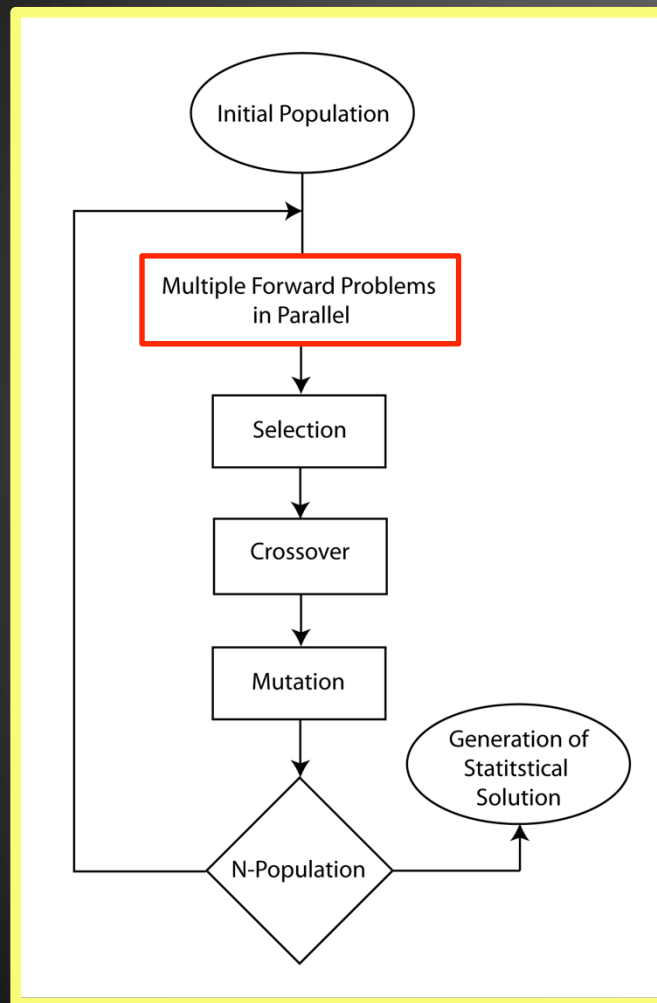 Initial Population
Multiple Forward Problems
in Parallel
Selection
Crossover
Mutation
Generation of
Statitstical
Solution
N-Population